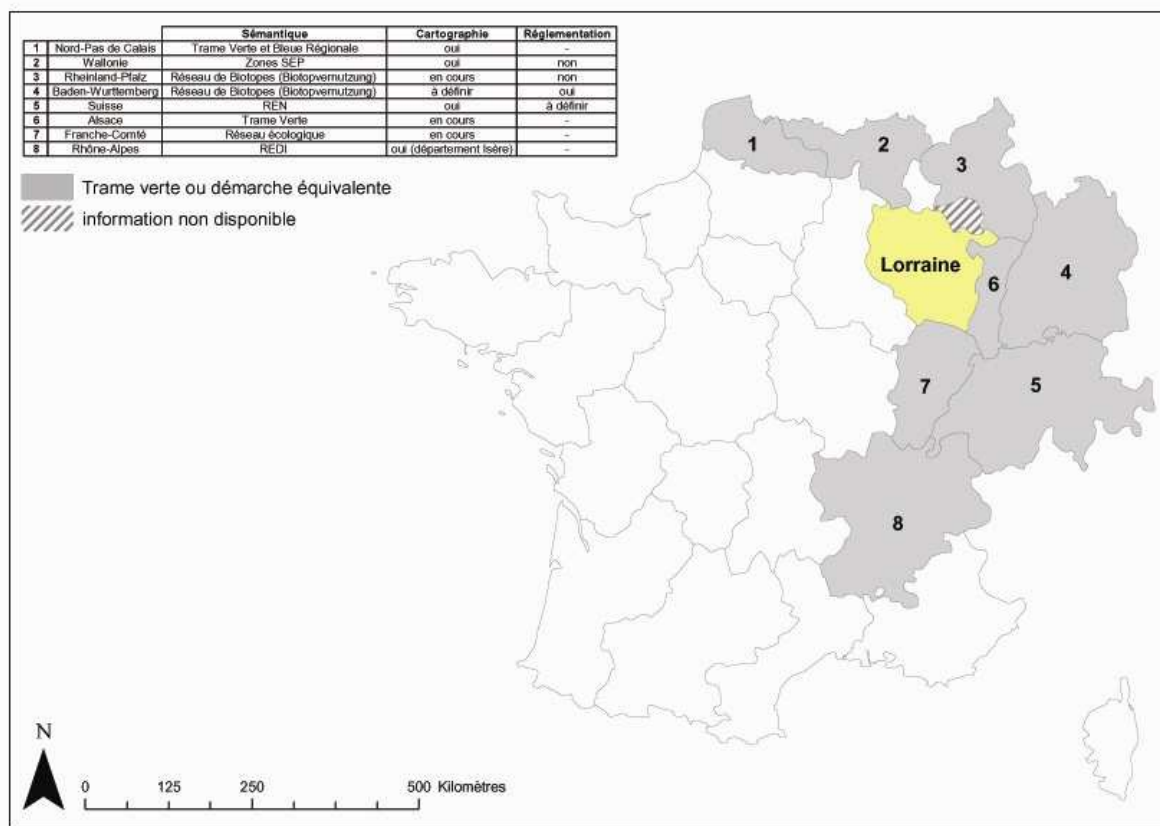 Sémantique Cartographie Réglementation
1 Nord-Pas de Calais Trame Verte et Bleue Régionale oui -
2 Wallonie Zones SEP oui non
3 Rheinland-Pfalz Réseau de Biotopes (Biotopvernutzung) en cours non
4 Baden-Wurttemberg Réseau de Biotopes (Biotopvernutzung) à définir oui
5 Suisse REN oui à définir
6 Alsace Trame Verte en cours -
7 Franche-Comté Réseau écologique en cours -
8 Rhône-Alpes REDI oui (département Isère) -
Trame verte ou démarche équivalente
information non disponible
1
2
3
Lorraine
4
6
7
5
8
N
0 125 250 500 Kilomètres